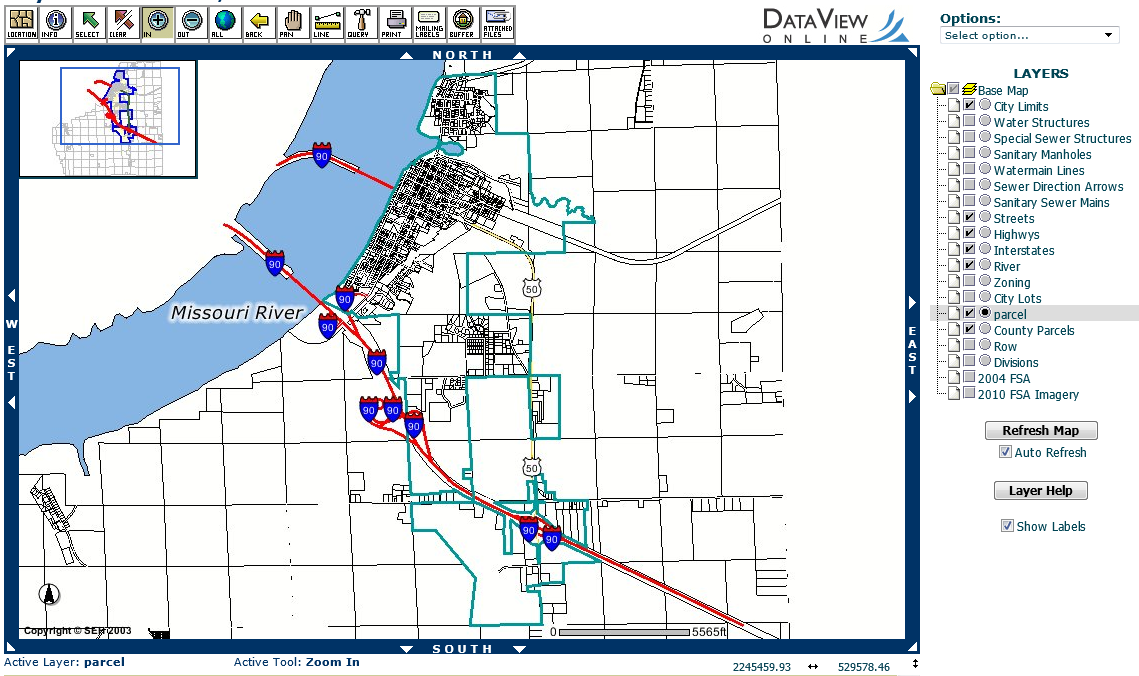 LOCATION INFO SELECT CLEAR IN OUT ALL BACK PAN LINE QUERY PRINT MAILING LABELS BUFFER ATTACHED FILES
DATAVIEW
ONLINE
Options:
Select option...
NORTH
LAYERS
Base Map
City Limits
Water Structures
Special Sewer Structures
Sanitary Manholes
Watermain Lines
Sewer Direction Arrows
Sanitary Sewer Mains
Streets
Highwys
Interstates
River
Zoning
City Lots
parcel
County Parcels
Row
Divisions
2004 FSA
2010 FSA Imagery
Refresh Map
Auto Refresh
Layer Help
Show Labels
WEST
EAST
90
90
90
50
Missouri River
90
90
90
90
90
50
90
90
Copyright © SEH 2003
0
5565ft
SOUTH
Active Layer: parcel
Active Tool: Zoom In
2245459.93
529578.46